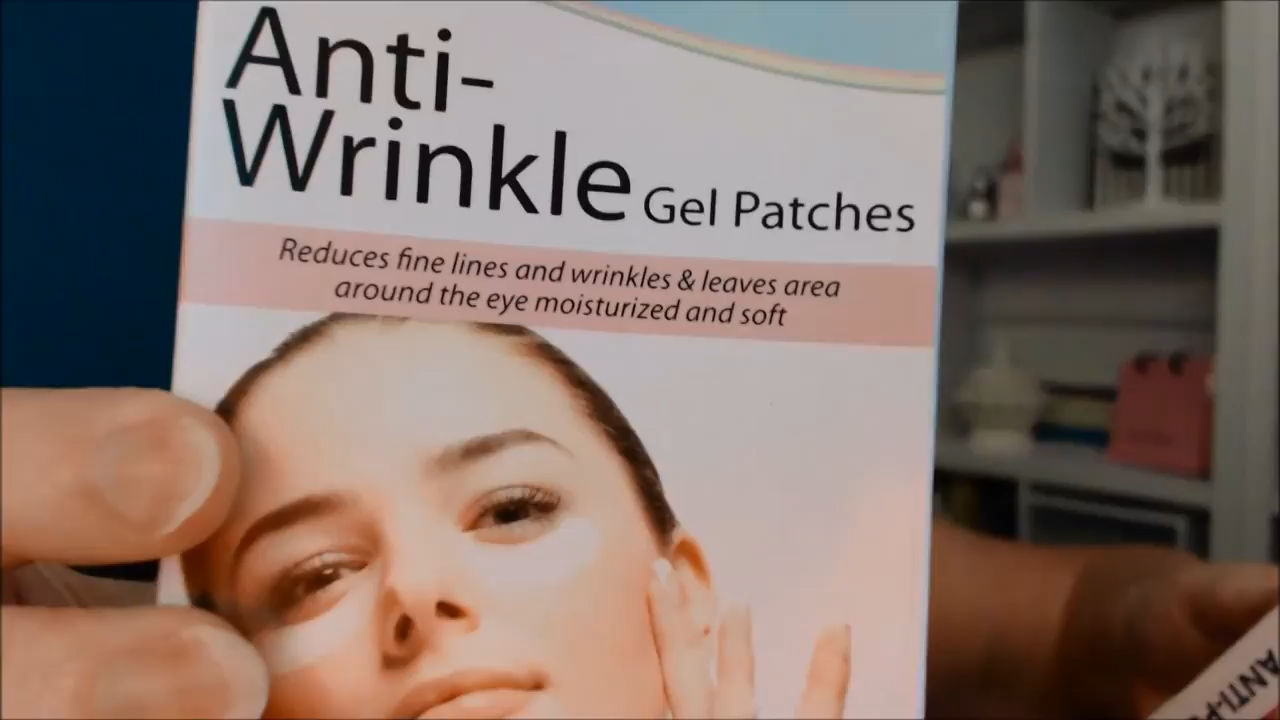 Anti-
Wrinkle Gel Patches
Reduces fine lines and wrinkles & leaves area
around the eye moisturized and soft